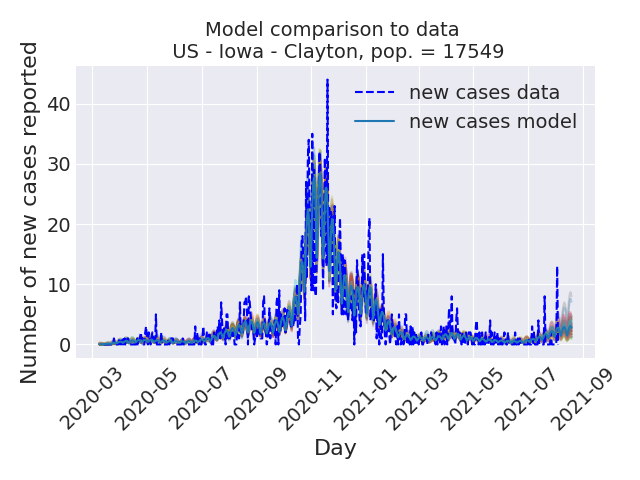 Model comparison to data
US - Iowa - Clayton, pop. = 17549
new cases data
new cases model
Number of new cases reported
40
30
20
10
0
2020-03
2020-05
2020-07
2020-09
2020-11
2021-01
2021-03
2021-05
2021-07
2021-09
Day